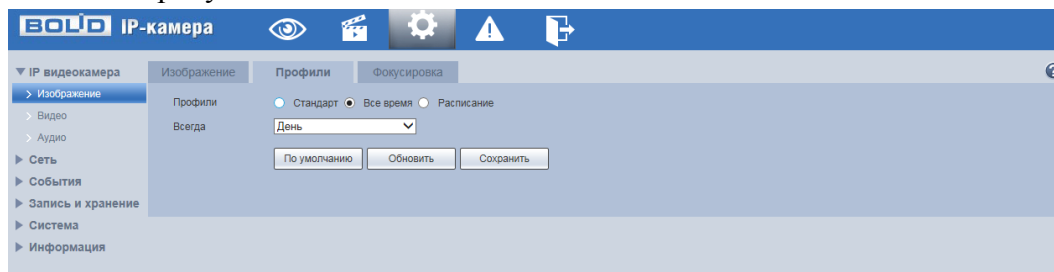 BOLID IP-камера
IP видеокамера
Изображение
Видео
Аудио
Сеть
События
Запись и хранение
Система
Информация
Изображение Профили Фокусировка
Профили Стандарт Все время Расписание
Всегда День
По умолчанию Обновить Сохранить